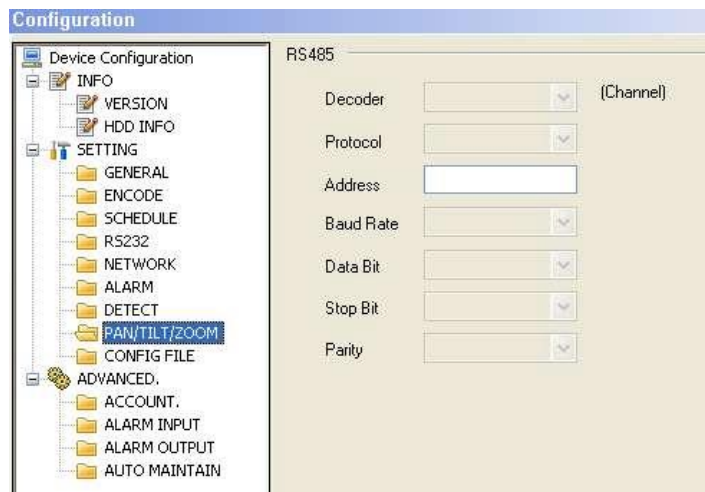 Configuration
Device Configuration
INFO
VERSION
HDD INFO
SETTING
GENERAL
ENCODE
SCHEDULE
RS232
NETWORK
ALARM
DETECT
PAN/TILT/ZOOM
CONFIG FILE
ADVANCED.
ACCOUNT.
ALARM INPUT
ALARM OUTPUT
AUTO MAINTAIN
RS485
Decoder (Channel)
Protocol
Address
Baud Rate
Data Bit
Stop Bit
Parity